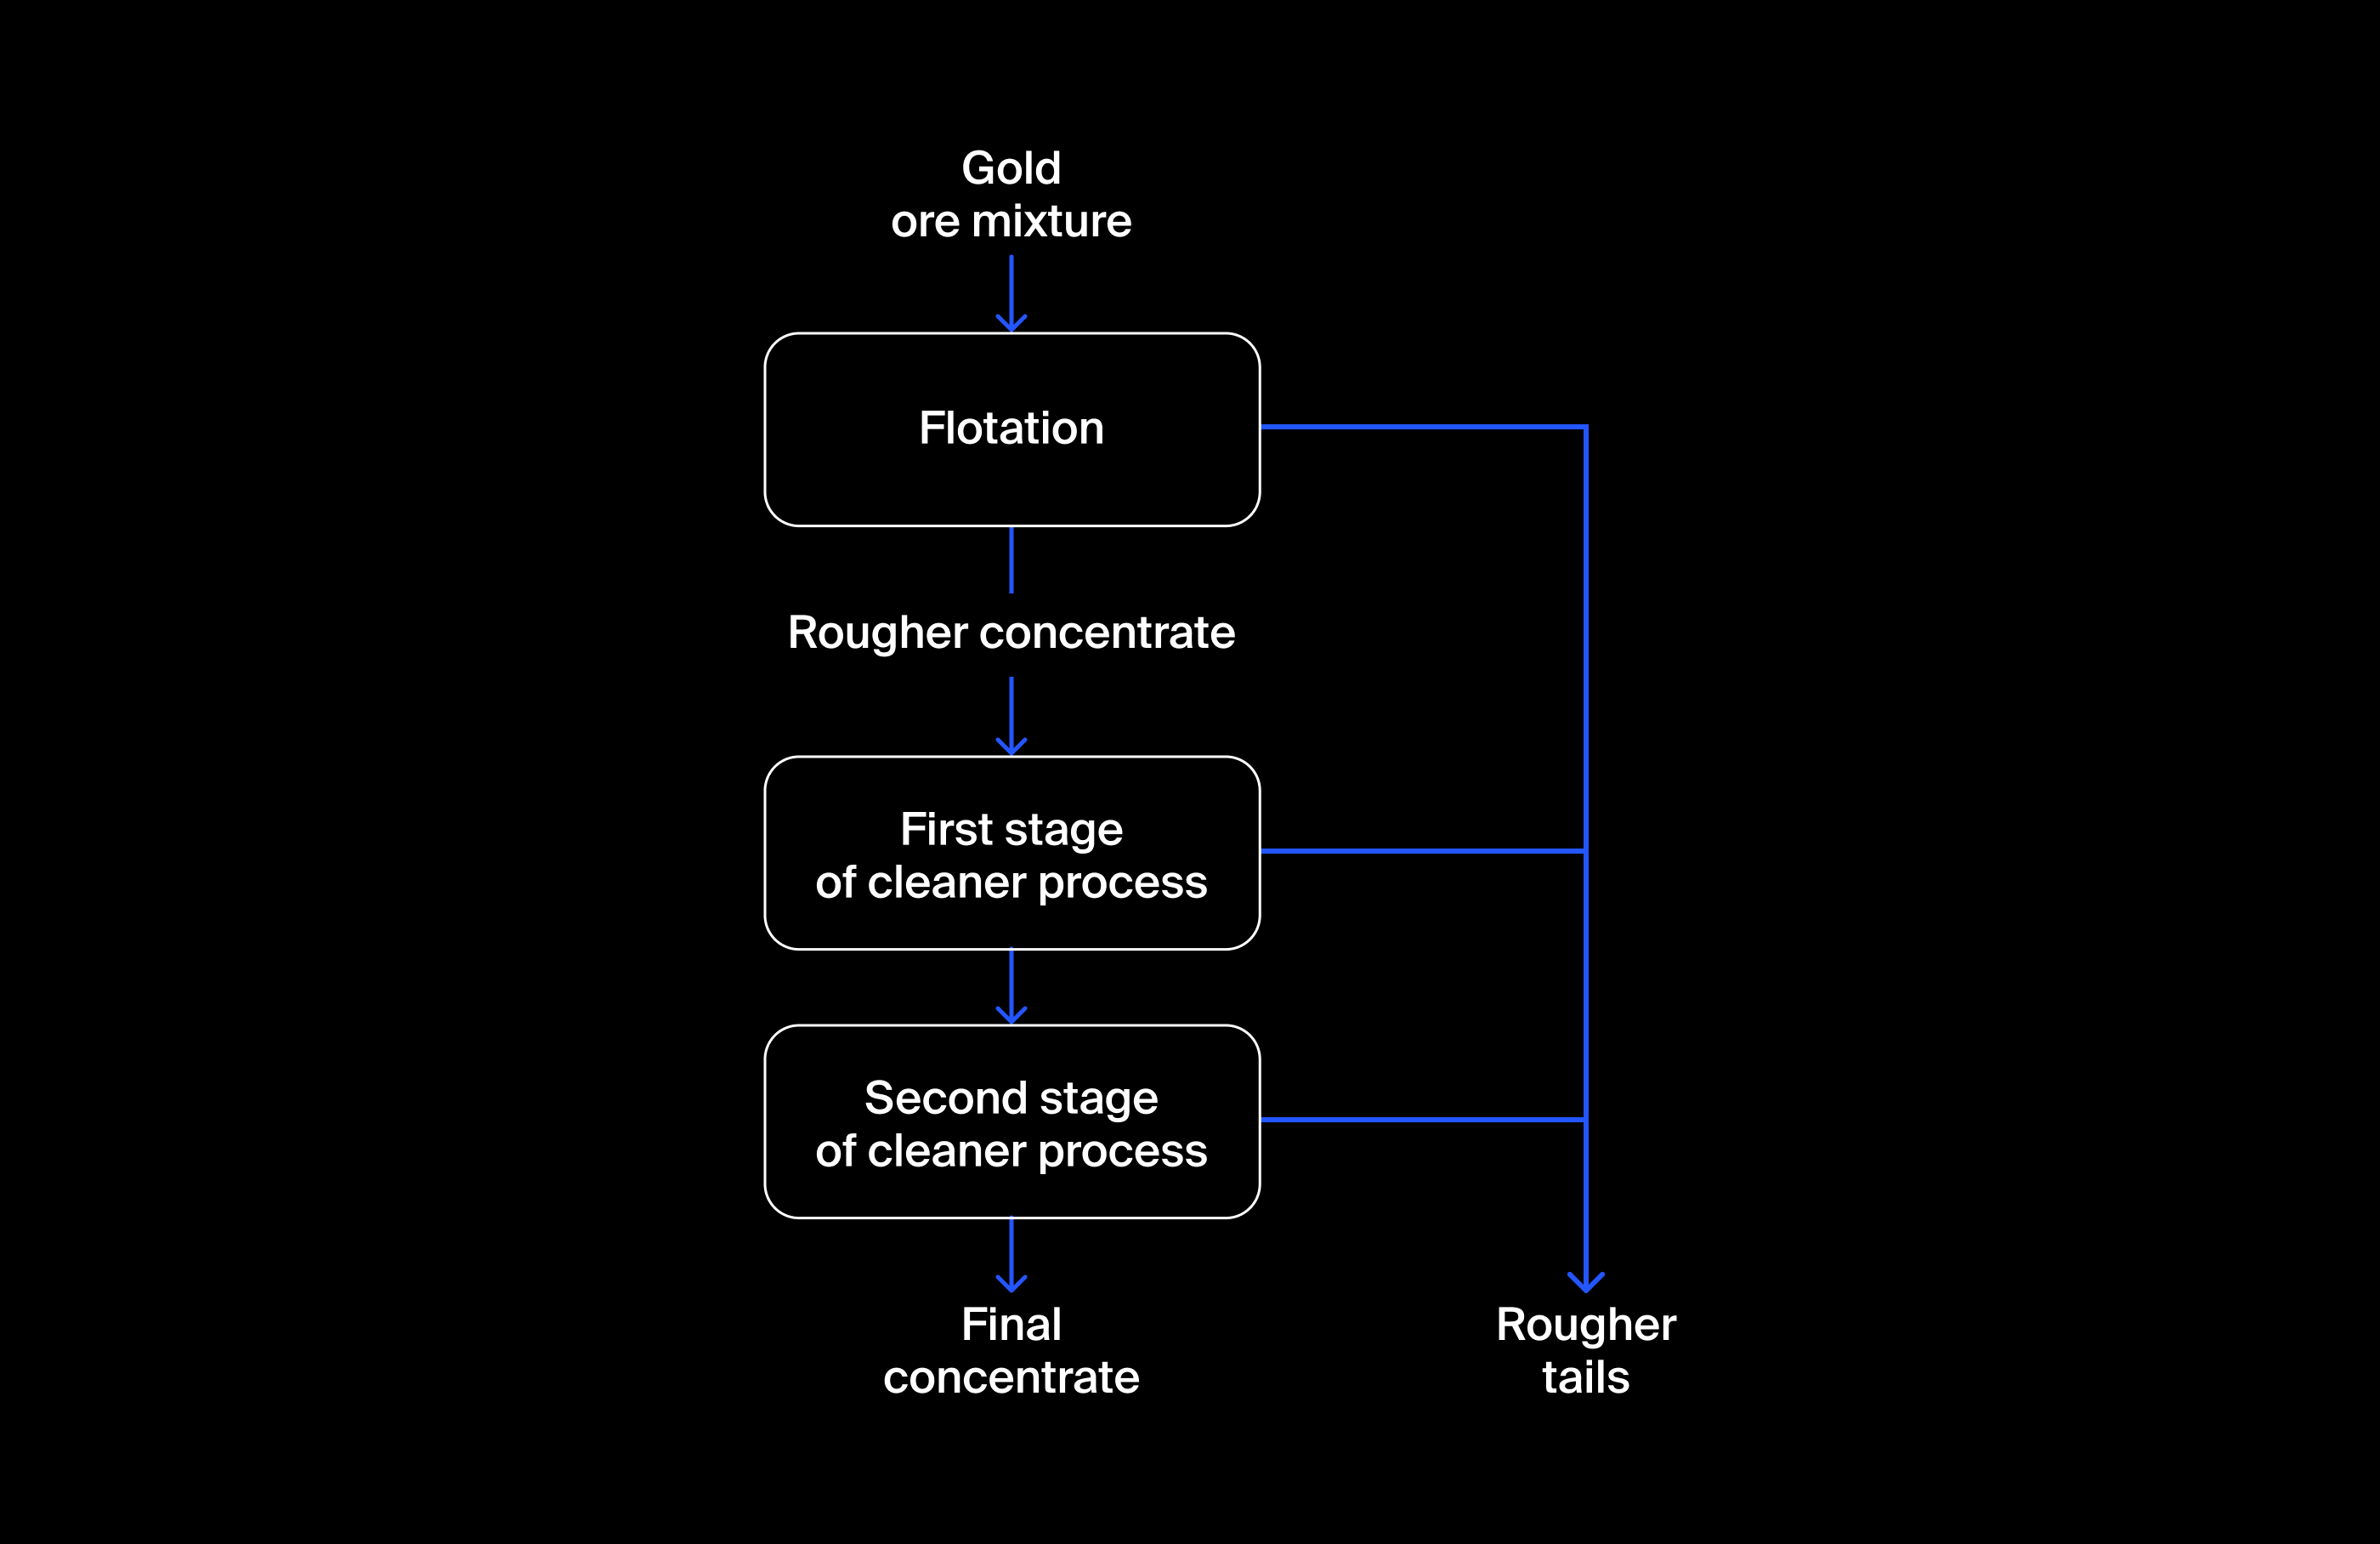 Gold
ore mixture
Flotation
Rougher concentrate
First stage
of cleaner process
Second stage
of cleaner process
Final
concentrate
Rougher
tails